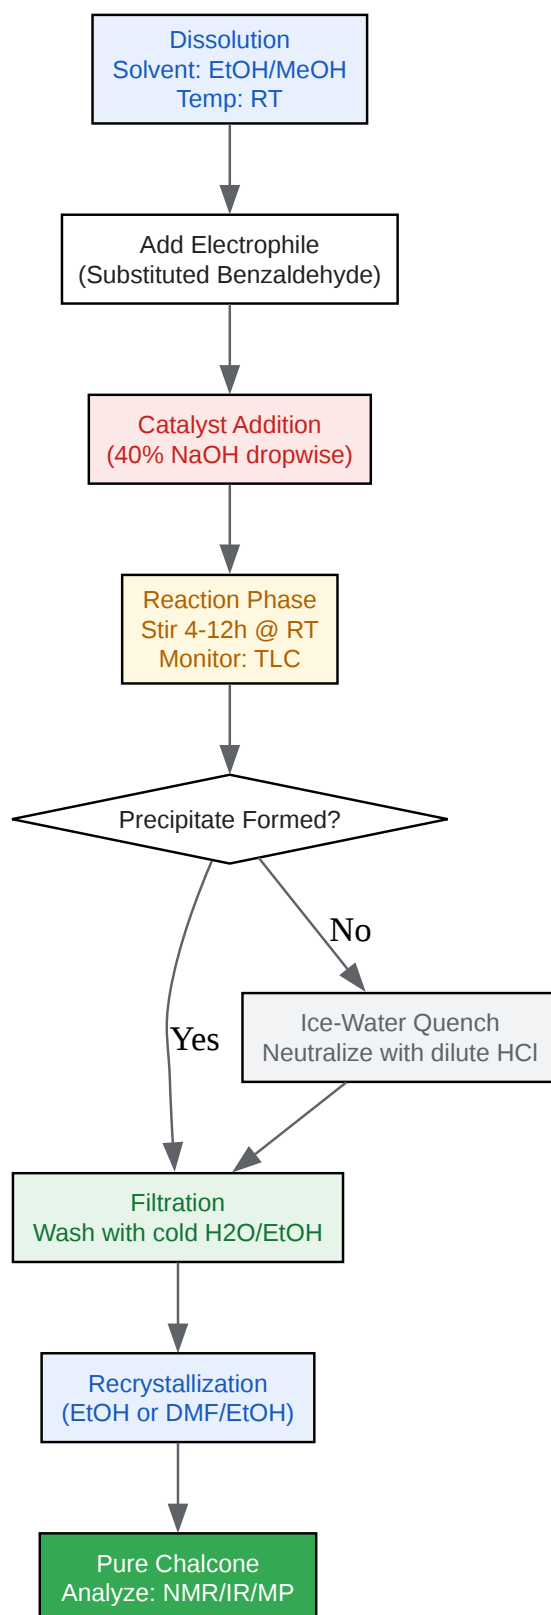 Dissolution
Solvent: EtOH/MeOH
Temp: RT
Add Electrophile
(Substituted Benzaldehyde)
Catalyst Addition
(40% NaOH dropwise)
Reaction Phase
Stir 4-12h @ RT
Monitor: TLC
Precipitate Formed?
No
Ice-Water Quench
Neutralize with dilute HCl
Yes
Filtration
Wash with cold H2O/EtOH
Recrystallization
(EtOH or DMF/EtOH)
Pure Chalcone
Analyze: NMR/IR/MP